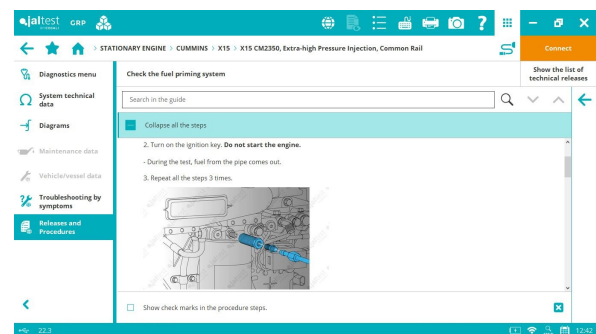 jaltest GRP
?
> STATIONARY ENGINE > CUMMINS > X15 > X15 CM2350, Extra-high Pressure Injection, Common Rail
Connect
Diagnostics menu
System technical
data
Diagrams
Maintenance data
Vehicle/vessel data
Troubleshooting by
symptoms
Releases and
Procedures
Check the fuel priming system
Show the list of
technical releases
Search in the guide
Collapse all the steps
2. Turn on the ignition key. Do not start the engine.
- During the test, fuel from the pipe comes out.
3. Repeat all the steps 3 times.
Show check marks in the procedure steps.
22.3
12:42